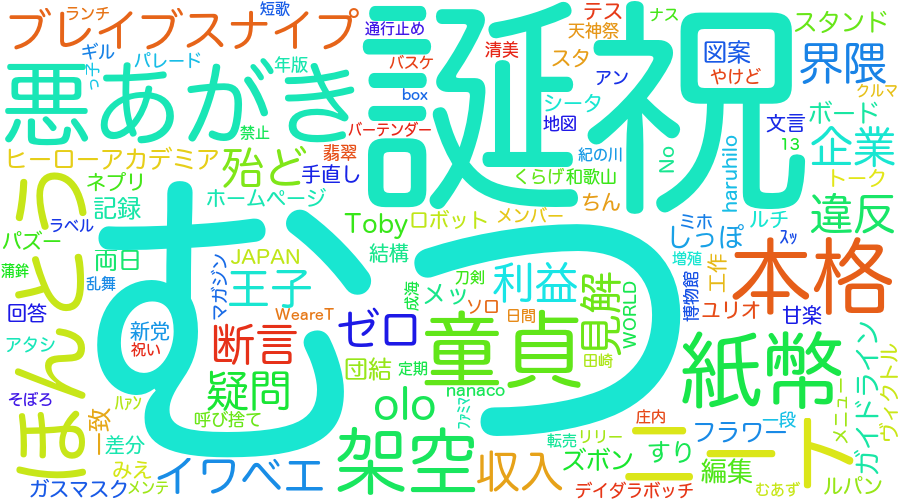 ランチ
短歌
ブレイブスナイプ
通行止め
テス
ナス
スタンド
天神祭
ギル
パレード
年版
バスケ
清美
スタ
図案
界隈
やけど
アン
クルマ
っ子
悪あがき
誕
祝
box
シータ
ボード
地図
文言
バーテンダー
禁止
翡翠
殆ど
手直し
紀の川
No
haruhilo
13
企業
ヒーローアカデミア
ネプリ
ホームページ
くらげ
和歌山
トーク
ほんとう
記録
ちん
ミホ
ルチ
違反
ラベル
Toby
ロボット
メンバー
しっぽ
ｽｯ
パズー
両日
マガジン
JAPAN
結構
むつ
蒲鉾
乱舞
王子
成海
刀剣
メッ
利益
見解
WORLD
増殖
工作
本格
博物館
ユリオ
甘楽
回答
新党
WeareT
ソロ
日間
ゼロ
アタシ
祝い
断言
童貞
田崎
紙幣
ガイドライン
ヴィクトル
団結
定期
そぼろ
疑問
nanaco
olo
メニュー
一致
呼び捨て
ﾌｧﾐﾏ
庄内
ニート
フラワー
一段
差分
ﾊｧﾝ
架空
転売
リリー
みえ
イワベエ
収入
ズボン
すり
編集
ルパン
ガスマスク
メンテ
デイダラボッチ
むあず